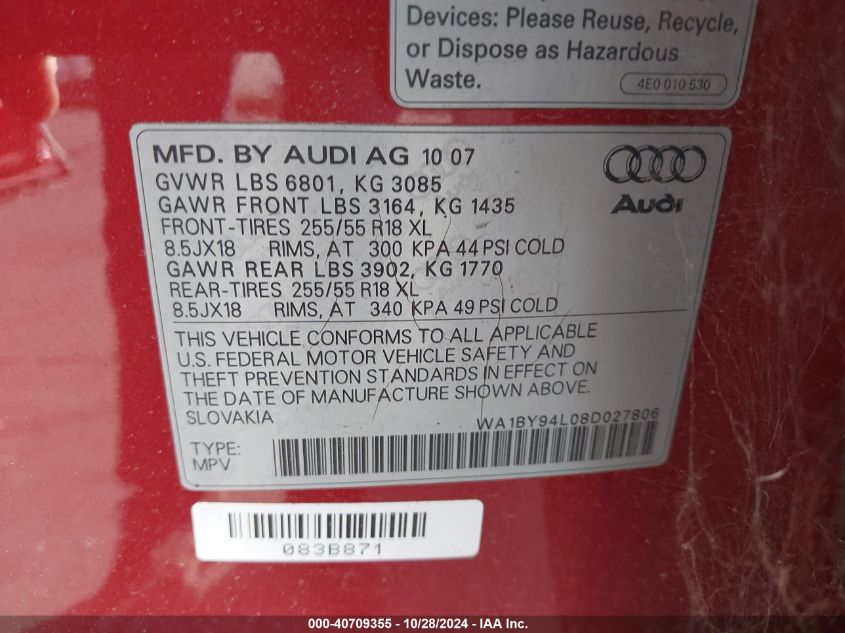 Devices: Please Reuse, Recycle,
or Dispose as Hazardous
Waste.
4E0 010 530
MFD. BY AUDI AG 10 07
GVWR LBS 6801, KG 3085
GAWR FRONT LBS 3164, KG 1435
FRONT-TIRES 255/55 R18 XL
8.5JX18 RIMS, AT 300 KPA 44 PSI COLD
GAWR REAR LBS 3902, KG 1770
REAR-TIRES 255/55 R18 XL
8.5JX18 RIMS, AT 340 KPA 49 PSI COLD
Audi
THIS VEHICLE CONFORMS TO ALL APPLICABLE
U.S. FEDERAL MOTOR VEHICLE SAFETY AND
THEFT PREVENTION STANDARDS IN EFFECT ON
THE DATE OF MANUFACTURE SHOWN ABOVE.
SLOVAKIA
WA1BY94L08D027806
TYPE:
MPV
083B871
000-40709355 - 10/28/2024 - IAA Inc.